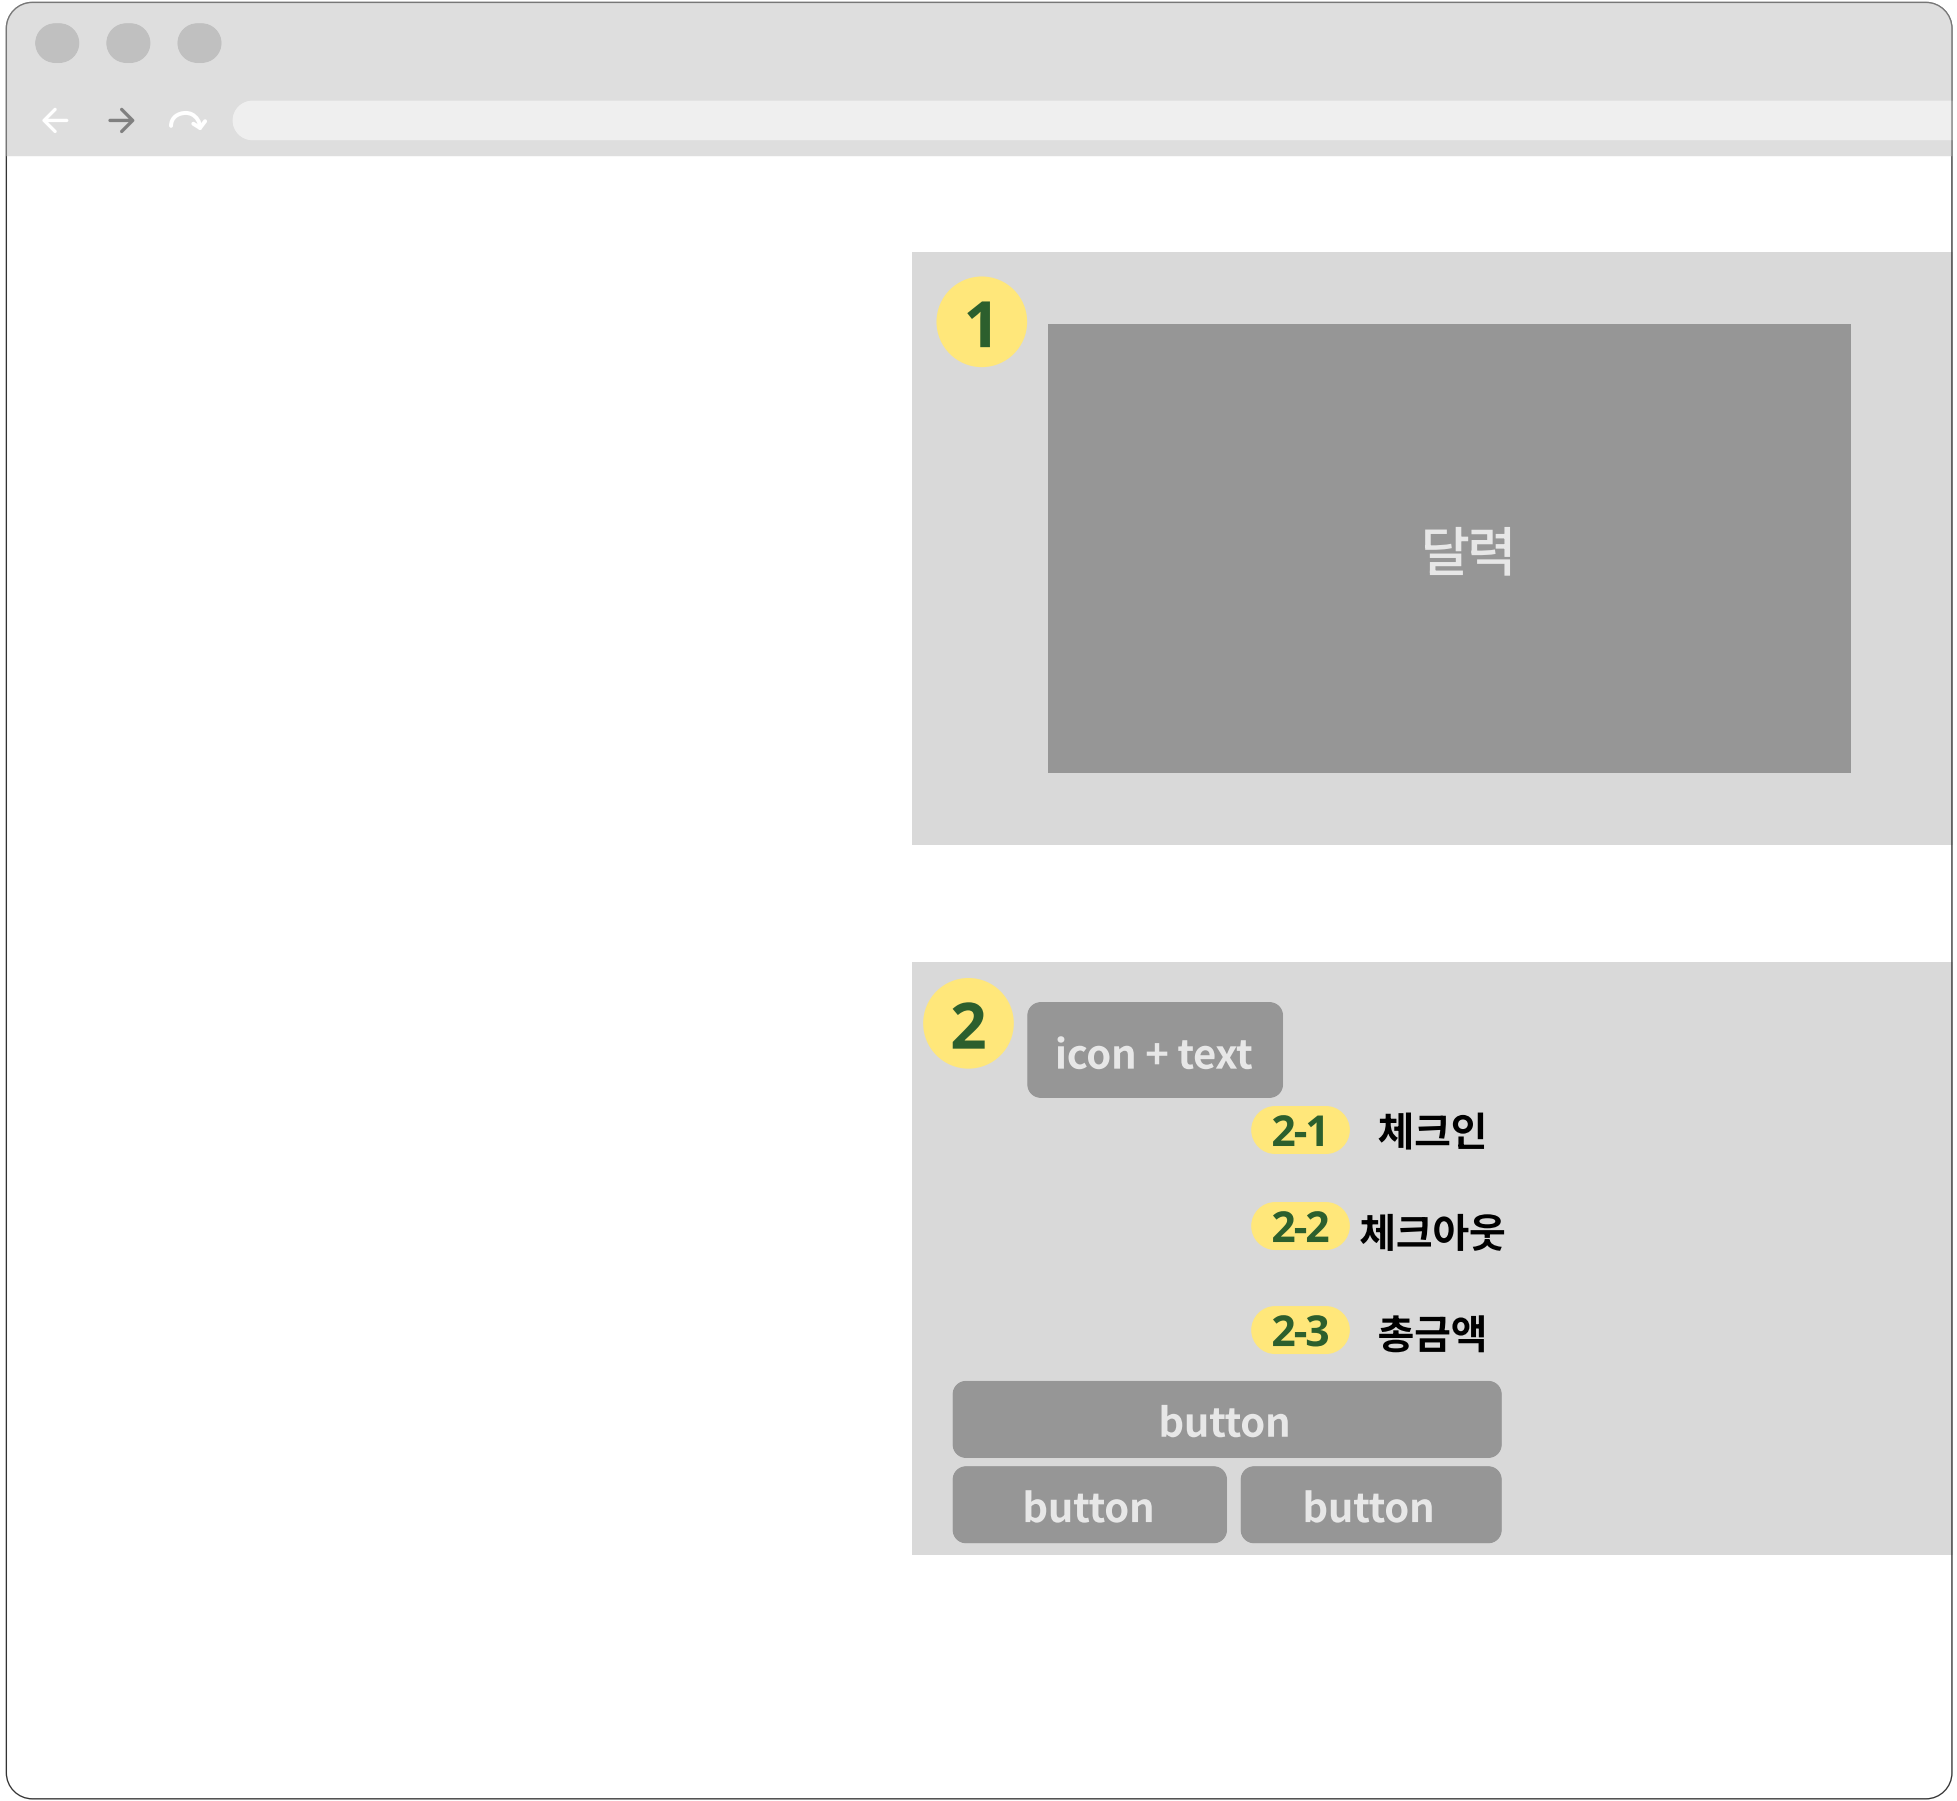 1
달력
2
icon + text
2-1 체크인
2-2 체크아웃
2-3 총금액
button
button button